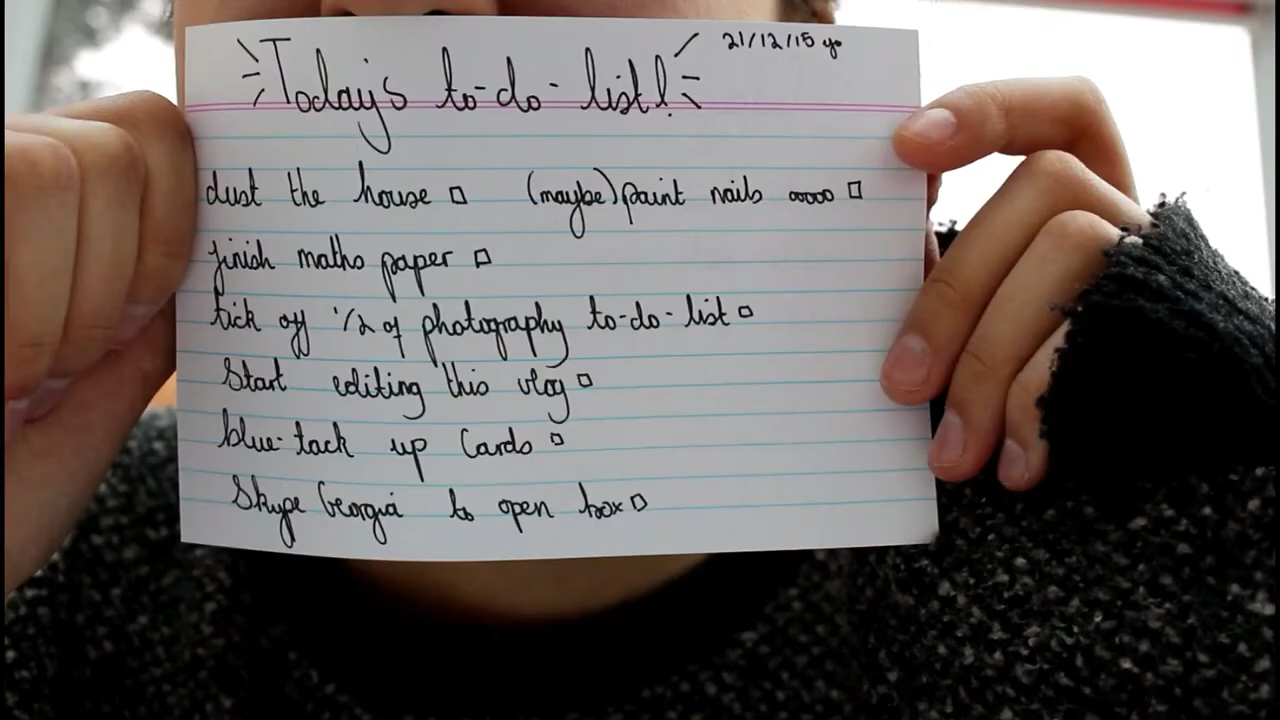 Today's to-do-list!
21/12/15
dust the house
(maybe) paint nails
finish maths paper
tick off 1/2 of photography to-do-list
Start editing this vlog
blue-tack up Cards
Skype Georgia to open box